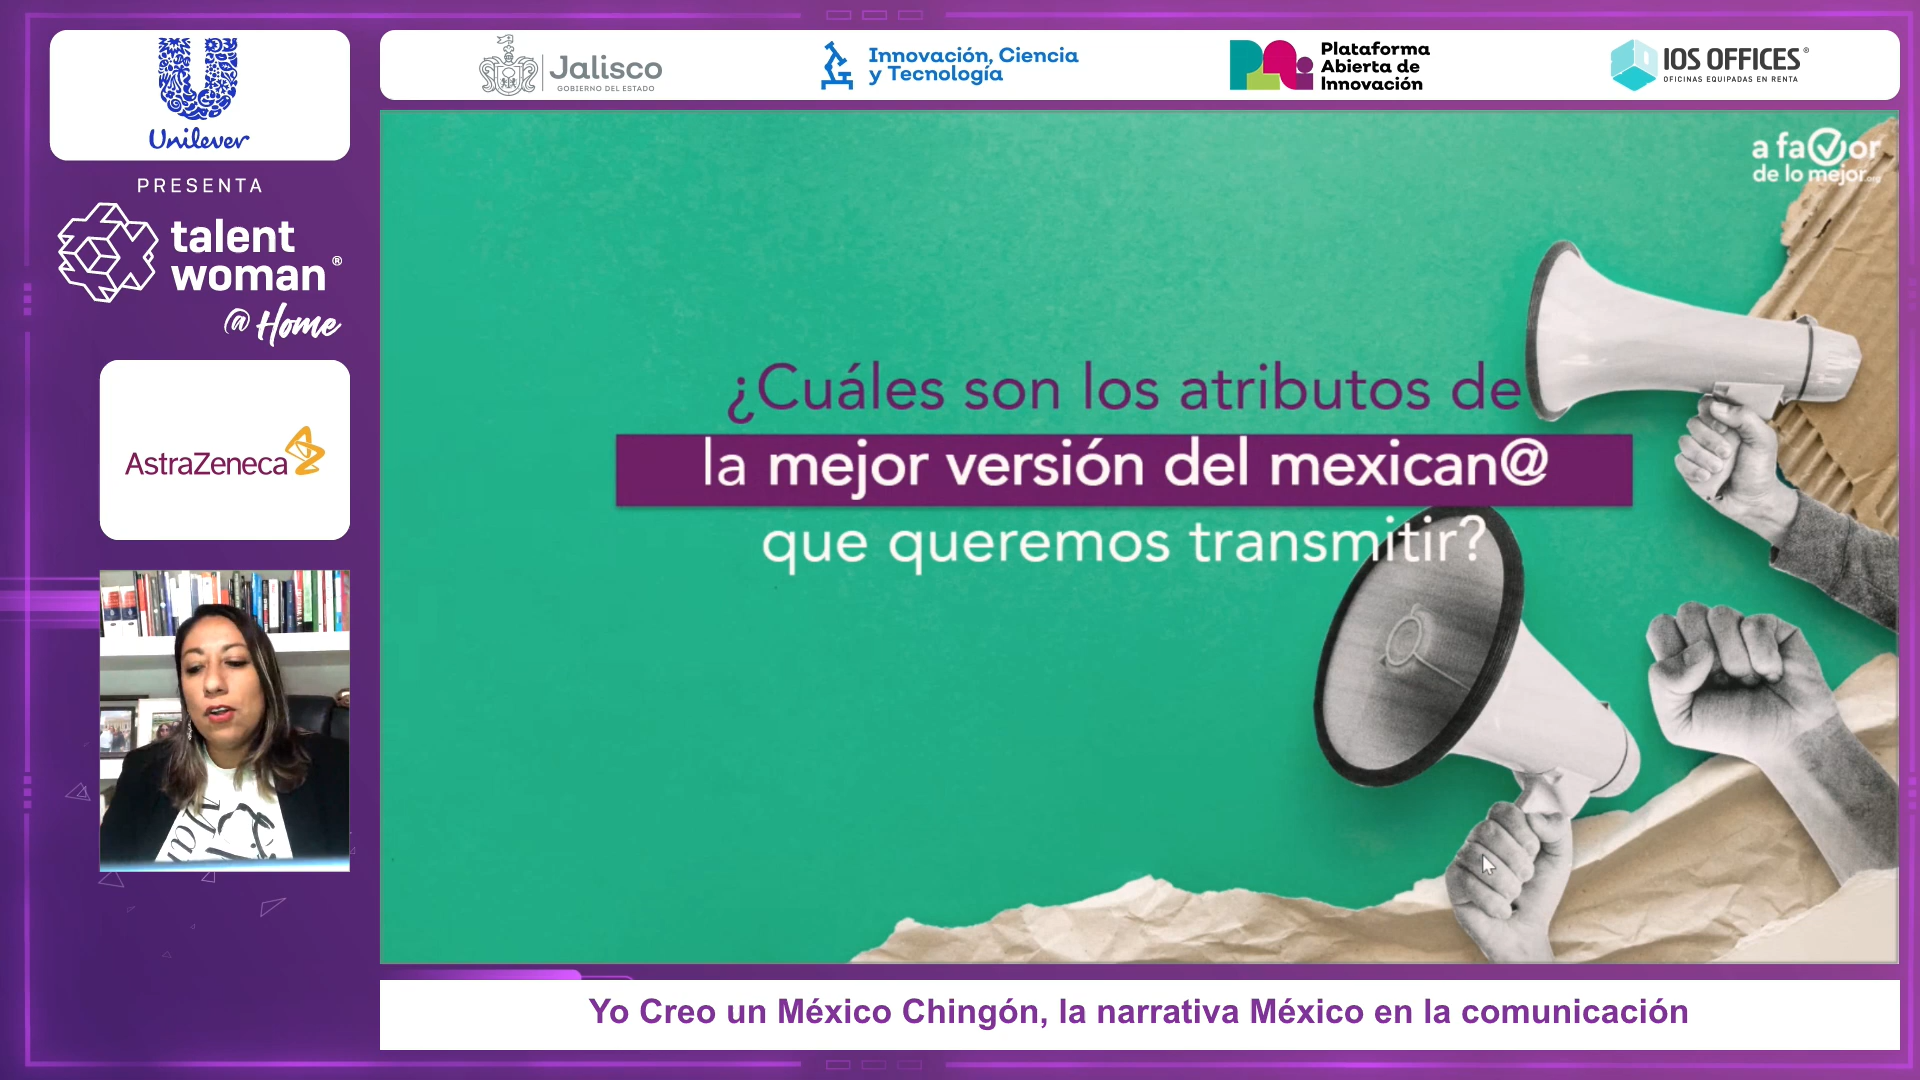 Unilever
PRESENTA
talent
woman®
@Home
AstraZeneca
Jalisco
GOBIERNO DEL ESTADO
Innovación, Ciencia
y Tecnología
Plataforma
Abierta de
Innovación
IOS OFFICES®
OFICINAS EQUIPADAS EN RENTA
a favor
de lo mejor.org
¿Cuáles son los atributos de
la mejor versión del mexican@
que queremos transmitir?
Yo Creo un México Chingón, la narrativa México en la comunicación